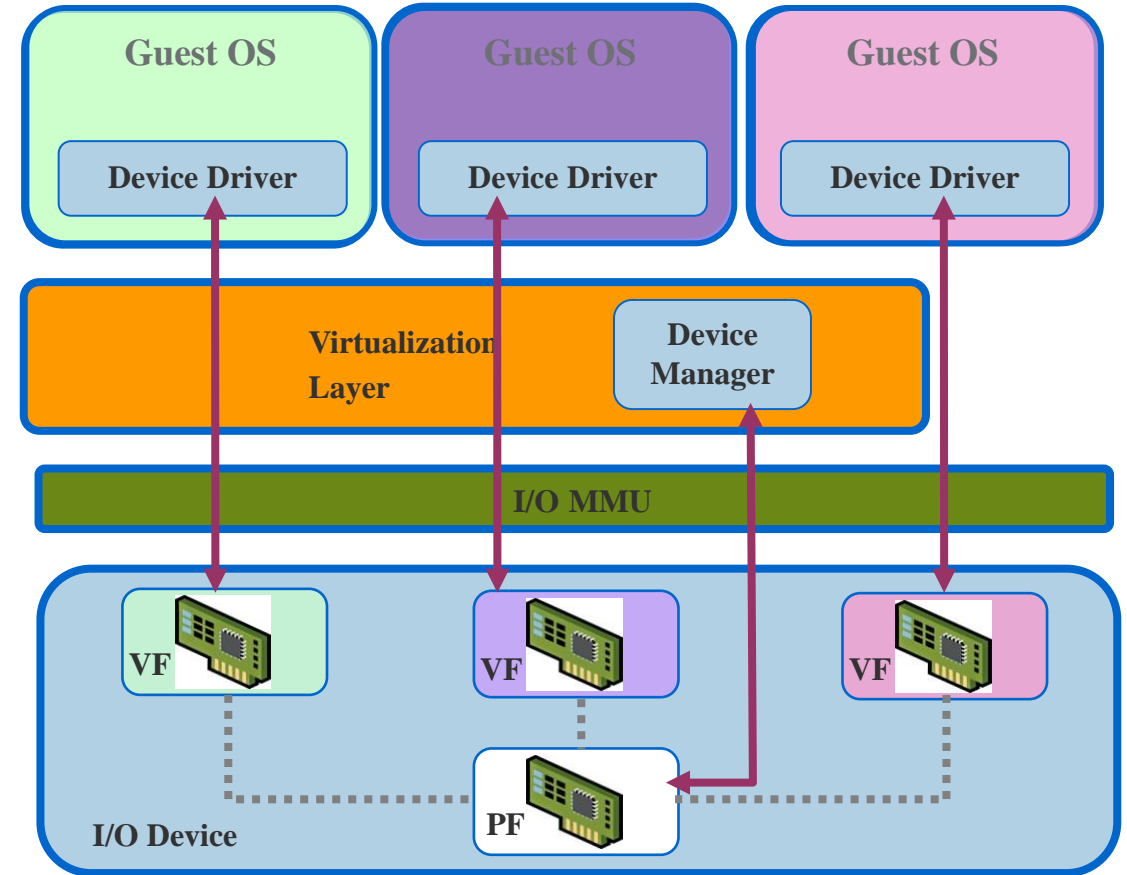 Guest OS
Guest OS
Guest OS
Device Driver
Device Driver
Device Driver
Virtualization
Layer
Device
Manager
I/O MMU
VF
VF
VF
PF
I/O Device